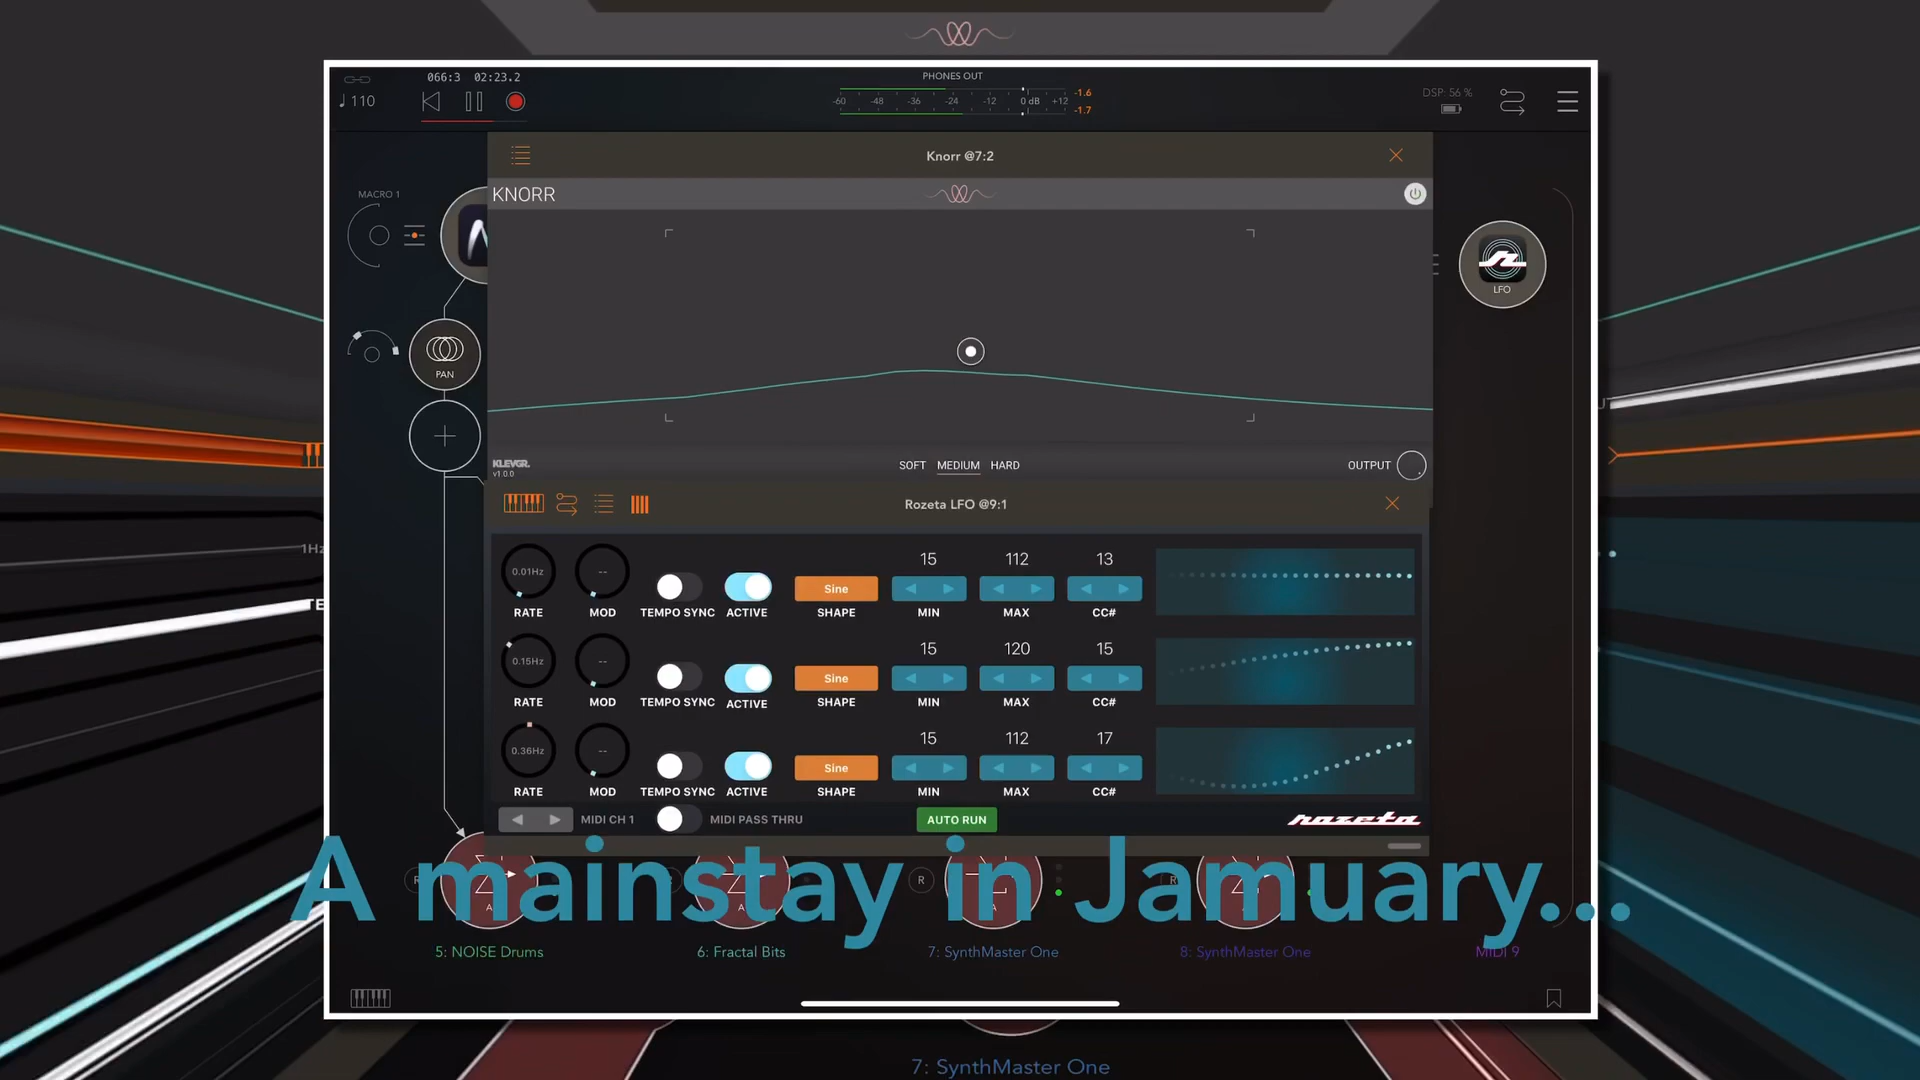 066:3 02:23.2
PHONES OUT
110
-60 -48 -36 -24 -12 0 dB +12
-1.6
-1.7
DSP: 56 %
Knorr @7:2
MACRO 1
KNORR
LFO
PAN
KLEVGR.
v1.0.0
SOFT MEDIUM HARD
OUTPUT
Rozeta LFO @9:1
0.01Hz -- 15 112 13
Sine
RATE MOD TEMPO SYNC ACTIVE SHAPE MIN MAX CC#
0.15Hz -- 15 120 15
Sine
RATE MOD TEMPO SYNC ACTIVE SHAPE MIN MAX CC#
0.36Hz -- 15 112 17
Sine
RATE MOD TEMPO SYNC ACTIVE SHAPE MIN MAX CC#
MIDI CH 1 MIDI PASS THRU AUTO RUN rozeta
A mainstay in Jamuary...
R
R
5: NOISE Drums
6: Fractal Bits
7: SynthMaster One
8: SynthMaster One
MIDI 9
7: SynthMaster One
1Hz